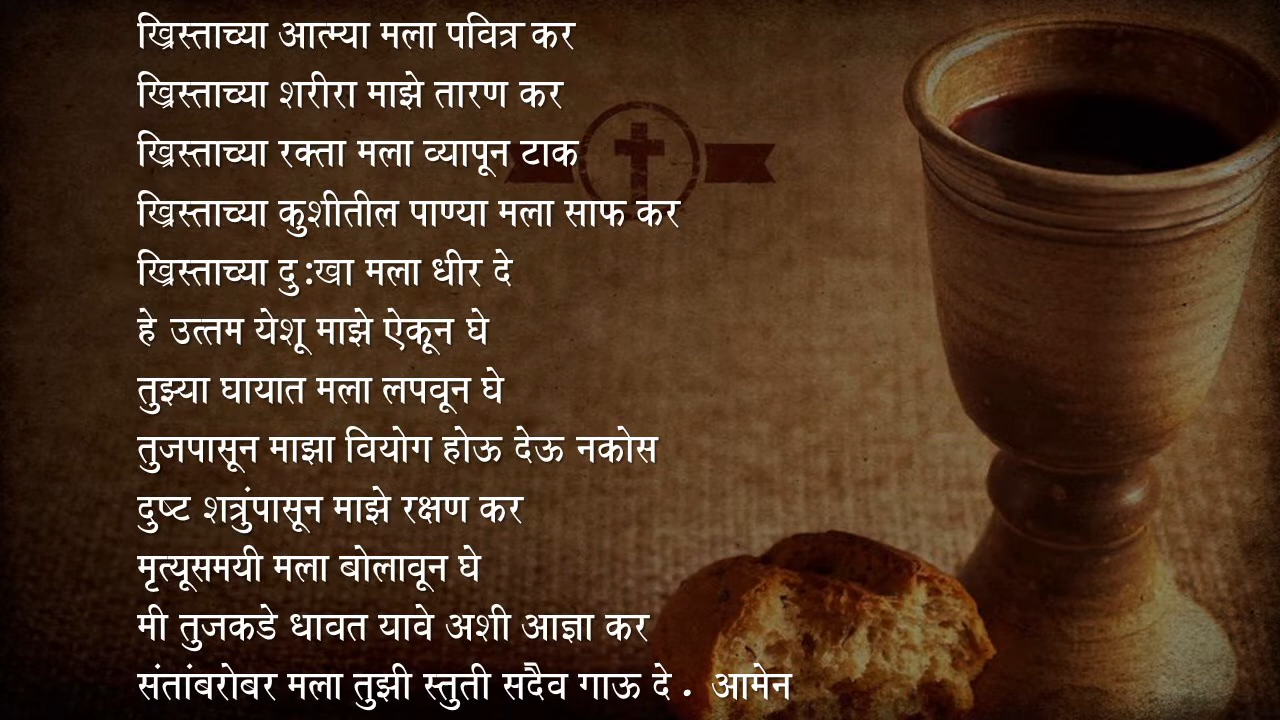 ख्रिस्ताच्या आत्म्या मला पवित्र कर
ख्रिस्ताच्या शरीरा माझे तारण कर
ख्रिस्ताच्या रक्ता मला व्यापून टाक
ख्रिस्ताच्या कुशीतील पाण्या मला साफ कर
ख्रिस्ताच्या दु:खा मला धीर दे
हे उत्तम येशू माझे ऐकून घे
तुझ्या घायात मला लपवून घे
तुजपासून माझा वियोग होऊ देऊ नकोस
दुष्ट शत्रुंपासून माझे रक्षण कर
मृत्यूसमयी मला बोलावून घे
मी तुजकडे धावत यावे अशी आज्ञा कर
संतांबरोबर मला तुझी स्तुती सदैव गाऊ दे . आमेन